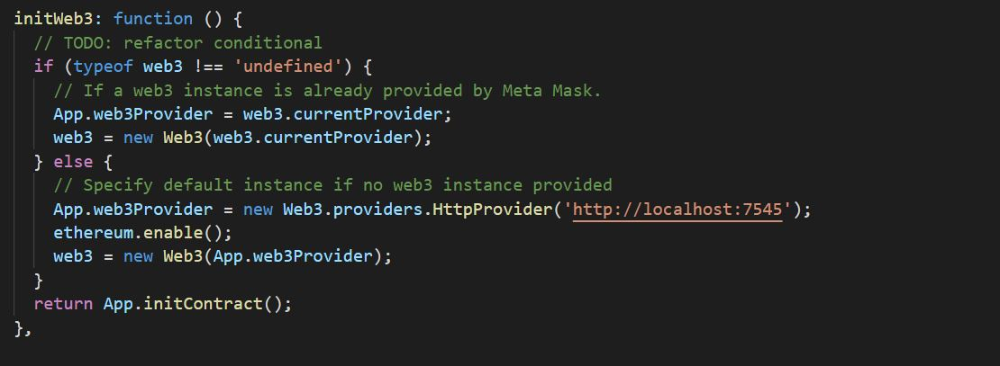 initWeb3: function () {
// TODO: refactor conditional
if (typeof web3 !== 'undefined') {
// If a web3 instance is already provided by Meta Mask.
App.web3Provider = web3.currentProvider;
web3 = new Web3(web3.currentProvider);
} else {
// Specify default instance if no web3 instance provided
App.web3Provider = new Web3.providers.HttpProvider('http://localhost:7545');
ethereum.enable();
web3 = new Web3(App.web3Provider);
}
return App.initContract();
},